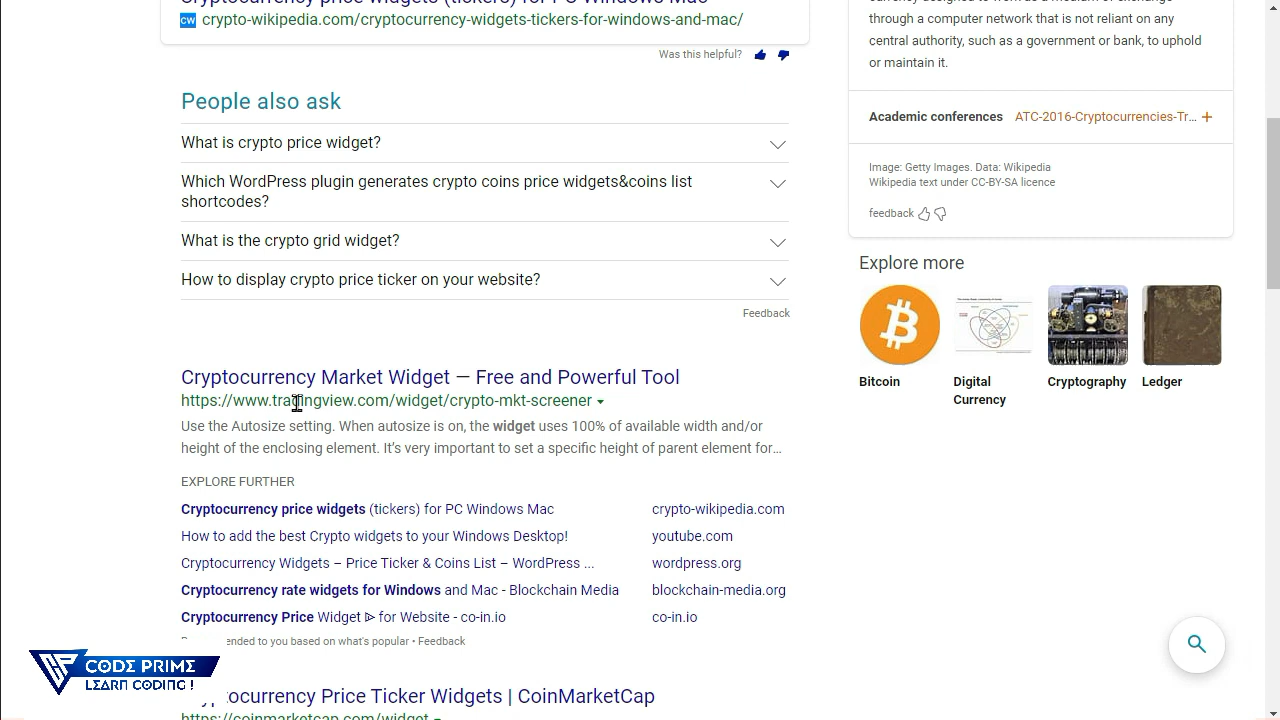 crypto-wikipedia.com/cryptocurrency-widgets-tickers-for-windows-and-mac/
Was this helpful?
People also ask
What is crypto price widget?
Which WordPress plugin generates crypto coins price widgets&coins list
shortcodes?
What is the crypto grid widget?
How to display crypto price ticker on your website?
Feedback
Cryptocurrency Market Widget — Free and Powerful Tool
https://www.tradingview.com/widget/crypto-mkt-screener
Use the Autosize setting. When autosize is on, the widget uses 100% of available width and/or
height of the enclosing element. It's very important to set a specific height of parent element for…
EXPLORE FURTHER
Cryptocurrency price widgets (tickers) for PC Windows Mac crypto-wikipedia.com
How to add the best Crypto widgets to your Windows Desktop! youtube.com
Cryptocurrency Widgets – Price Ticker & Coins List – WordPress ... wordpress.org
Cryptocurrency rate widgets for Windows and Mac - Blockchain Media blockchain-media.org
Cryptocurrency Price Widget ᐅ for Website - co-in.io co-in.io
ended to you based on what's popular • Feedback
CODE PRIME
LEARN CODING !
tocurrency Price Ticker Widgets | CoinMarketCap
https://coinmarketcap.com/widget
through a computer network that is not reliant on any
central authority, such as a government or bank, to uphold
or maintain it.
Academic conferences ATC-2016-Cryptocurrencies-Tr… +
Image: Getty Images. Data: Wikipedia
Wikipedia text under CC-BY-SA licence
feedback
Explore more
Bitcoin
Digital
Currency
Cryptography
Ledger